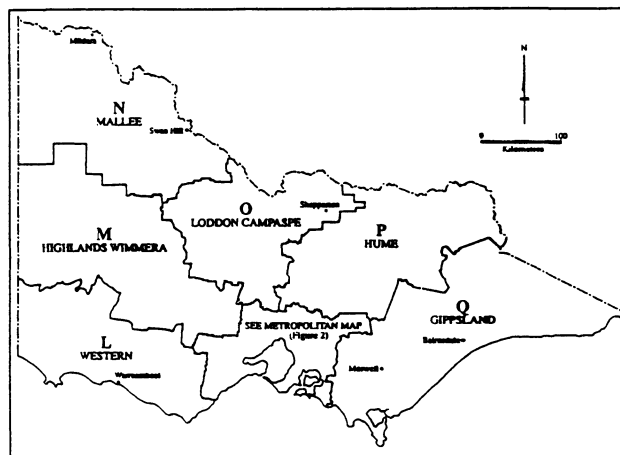 Mildura
N
N
MALLEE
Swan Hill
0 100
Kilometres
O
LODDON CAMPASPE
Shepparton
M
HIGHLANDS WIMMERA
P
HUME
Q
GIPPSLAND
SEE METROPOLITAN MAP
(Figure 2)
Bairnsdale
L
WESTERN
Morwell
Warrnambool